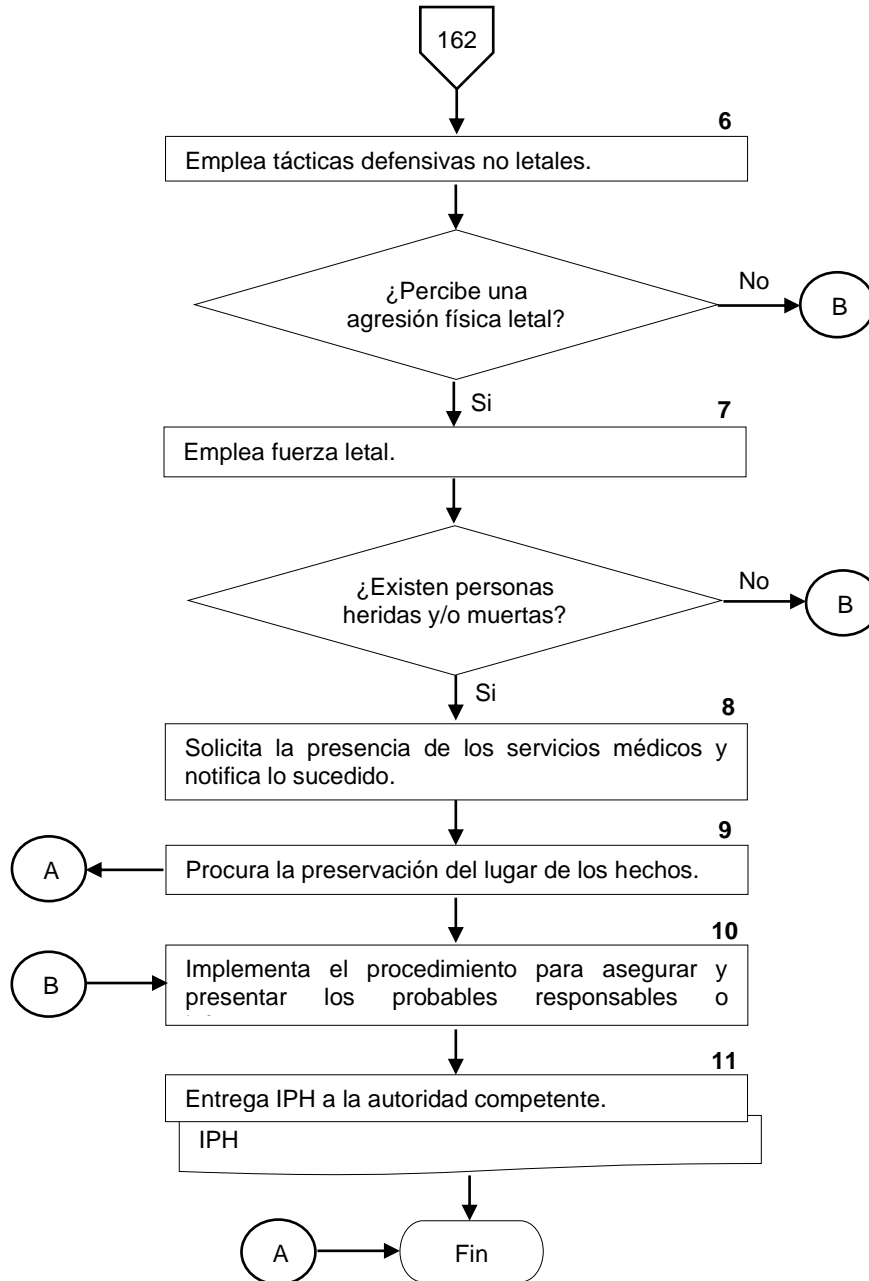 162
6
Emplea tácticas defensivas no letales.
¿Percibe una
agresión física letal?
No
B
Si
7
Emplea fuerza letal.
¿Existen personas
heridas y/o muertas?
No
B
Si
8
Solicita la presencia de los servicios médicos y
notifica lo sucedido.
9
A
Procura la preservación del lugar de los hechos.
10
B
Implementa el procedimiento para asegurar y
presentar los probables responsables o
11
Entrega IPH a la autoridad competente.
IPH
A
Fin